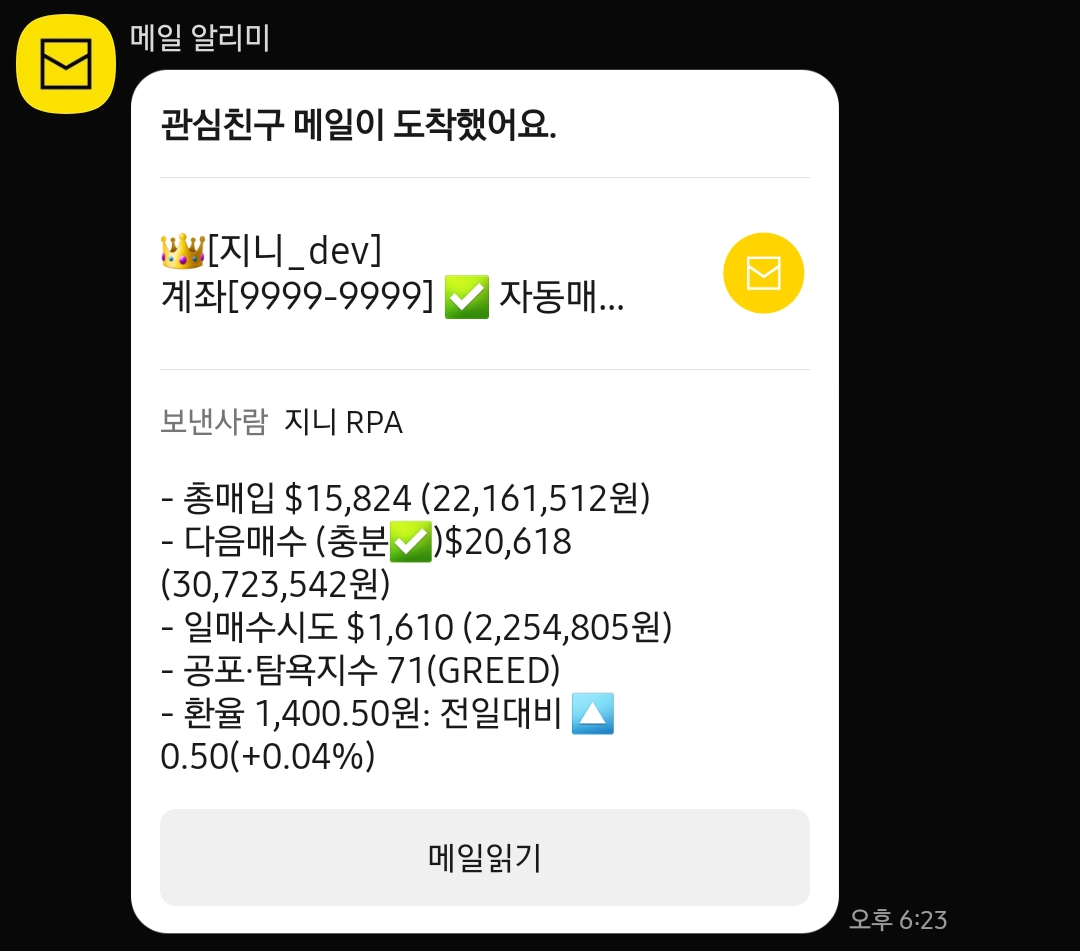 메일 알리미
관심친구 메일이 도착했어요.
👑[지니_dev]
계좌[9999-9999] ✅ 자동매...
보낸사람 지니 RPA
- 총매입 $15,824 (22,161,512원)
- 다음매수 (충분✅)$20,618
(30,723,542원)
- 일매수시도 $1,610 (2,254,805원)
- 공포·탐욕지수 71(GREED)
- 환율 1,400.50원: 전일대비 🔼
0.50(+0.04%)
메일읽기
오후 6:23